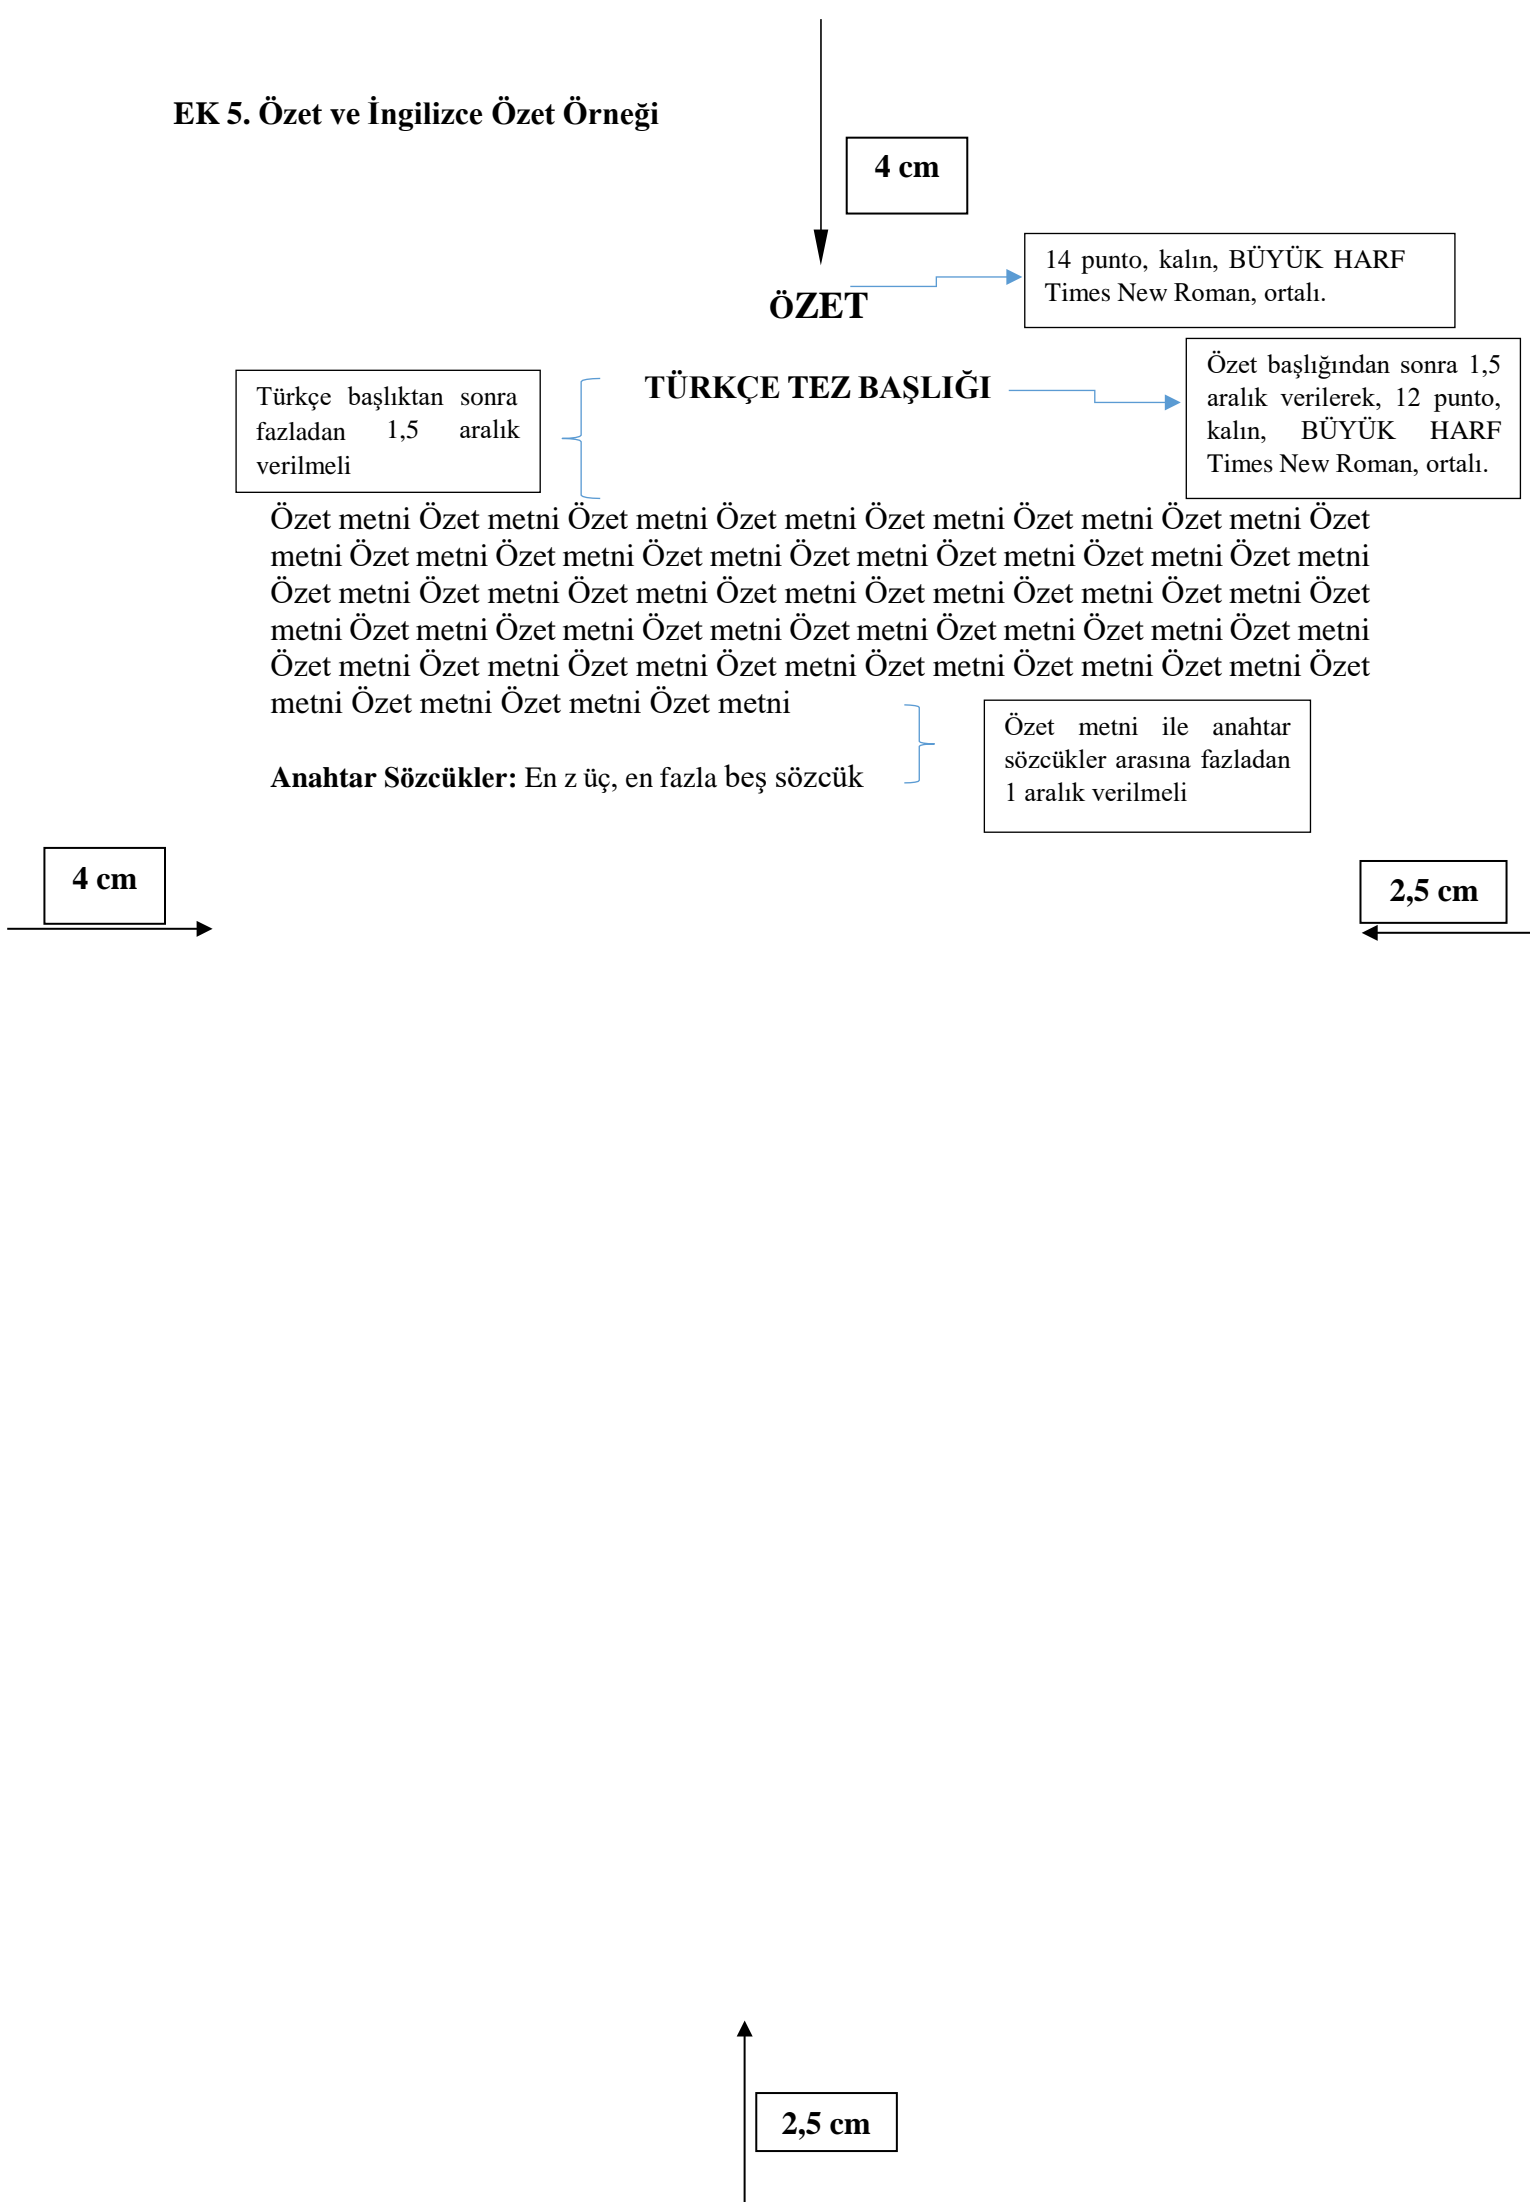 EK 5. Özet ve İngilizce Özet Örneği
4 cm
14 punto, kalın, BÜYÜK HARF
Times New Roman, ortalı.
ÖZET
TÜRKÇE TEZ BAŞLIĞI
Özet başlığından sonra 1,5
aralık verilerek, 12 punto,
kalın, BÜYÜK HARF
Times New Roman, ortalı.
Türkçe başlıktan sonra
fazladan 1,5 aralık
verilmeli
Özet metni Özet metni Özet metni Özet metni Özet metni Özet metni Özet metni Özet
metni Özet metni Özet metni Özet metni Özet metni Özet metni Özet metni Özet metni
Özet metni Özet metni Özet metni Özet metni Özet metni Özet metni Özet metni Özet
metni Özet metni Özet metni Özet metni Özet metni Özet metni Özet metni Özet metni
Özet metni Özet metni Özet metni Özet metni Özet metni Özet metni Özet metni Özet
metni Özet metni Özet metni Özet metni
Özet metni ile anahtar
sözcükler arasına fazladan
1 aralık verilmeli
Anahtar Sözcükler: En z üç, en fazla beş sözcük
4 cm
2,5 cm
2,5 cm